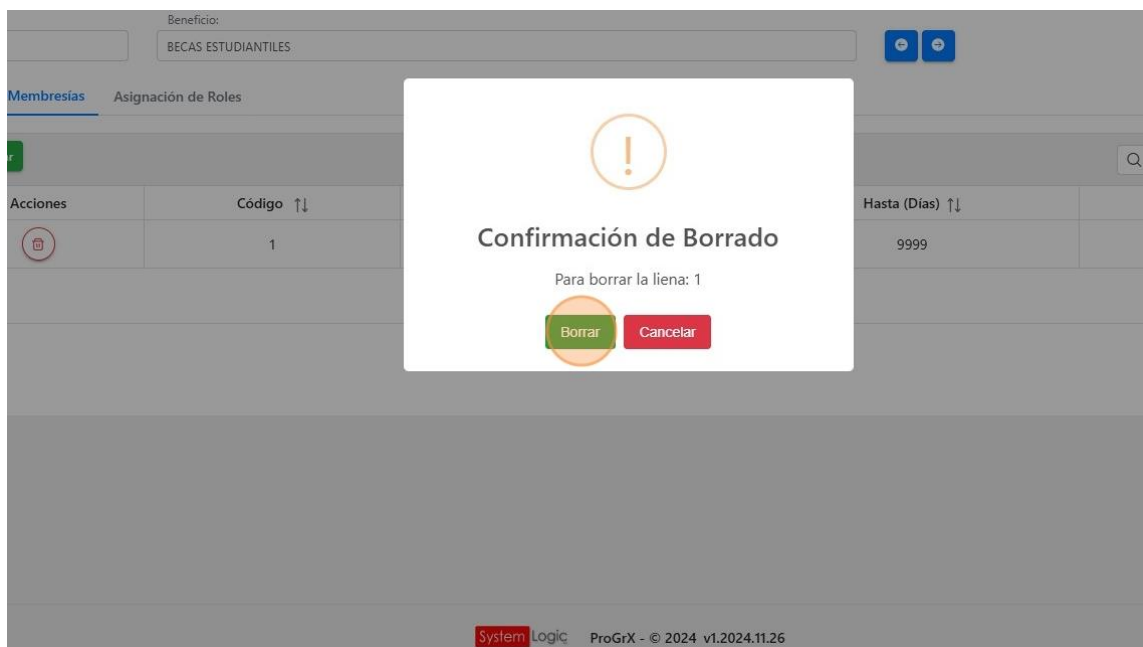 Beneficio:
BECAS ESTUDIANTILES
Membresías Asignación de Roles
r
Acciones Código Hasta (Días)
1 9999
!
Confirmación de Borrado
Para borrar la liena: 1
Borrar Cancelar
System Logic ProGrX - © 2024 v1.2024.11.26